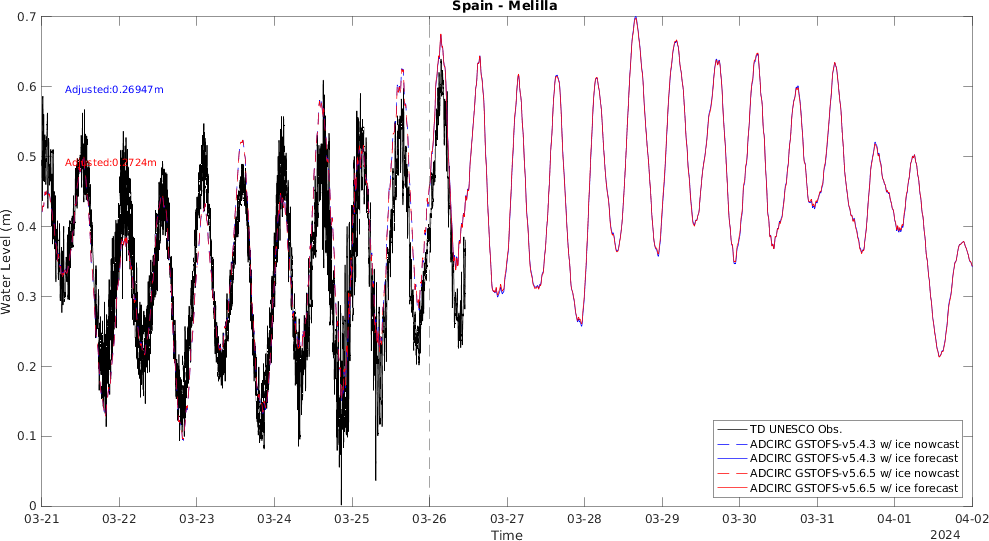 Spain - Melilla
0.7
0.6
0.5
0.4
0.3
0.2
0.1
0
Water Level (m)
Adjusted:0.26947m
TD UNESCO Obs.
ADCIRC GSTOFS-v5.4.3 w/ ice nowcast
ADCIRC GSTOFS-v5.4.3 w/ ice forecast
ADCIRC GSTOFS-v5.6.5 w/ ice nowcast
ADCIRC GSTOFS-v5.6.5 w/ ice forecast
03-21 03-22 03-23 03-24 03-25 03-26 03-27 03-28 03-29 03-30 03-31 04-01 04-02
Time
2024